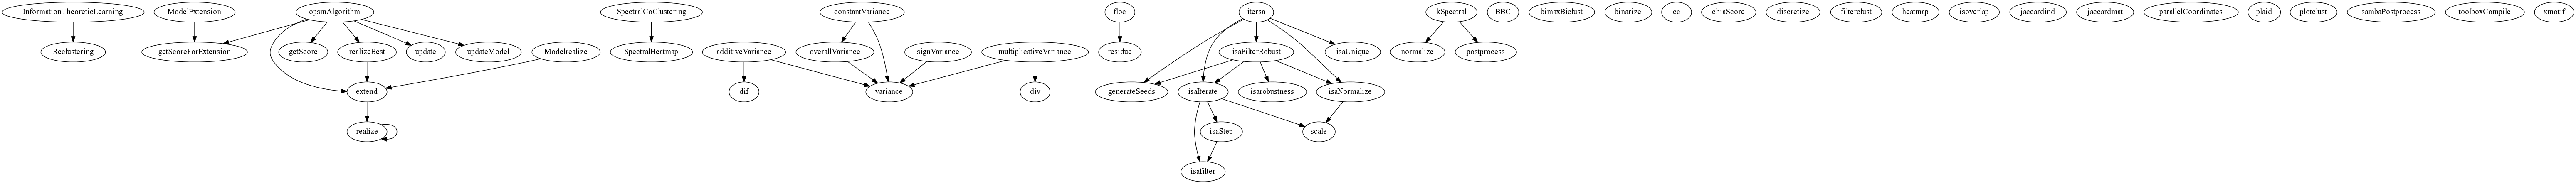 InformationTheoreticLearning
ModelExtension
opsmAlgorithm
SpectralCoClustering
constantVariance
floc
itersa
kSpectral
BBC
bimaxBiclust
binarize
cc
chiaScore
discretize
filterclust
heatmap
isoverlap
jaccardind
jaccardmat
parallelCoordinates
plaid
plotclust
sambaPostprocess
toolboxCompile
xmotif
Reclustering
getScoreForExtension
getScore
realizeBest
update
updateModel
Modelrealize
SpectralHeatmap
additiveVariance
overallVariance
signVariance
multiplicativeVariance
residue
isaFilterRobust
isaUnique
normalize
postprocess
extend
dif
variance
div
generateSeeds
isaIterate
isarobustness
isaNormalize
realize
isaStep
scale
isafilter